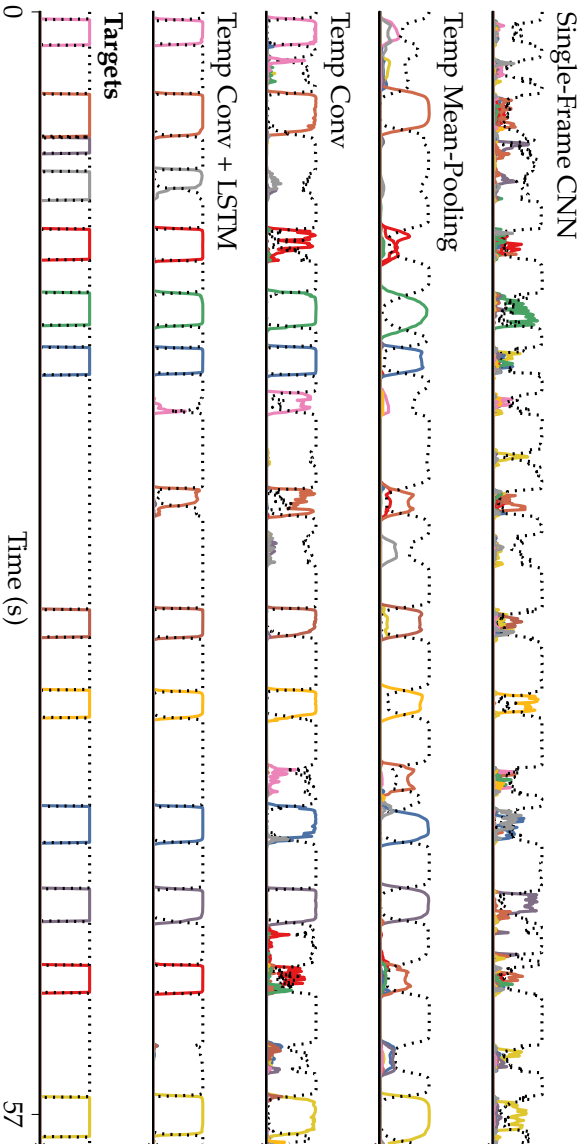 Single-Frame CNN
Temp Mean-Pooling
Temp Conv
Temp Conv + LSTM
Targets
0
57
Time (s)